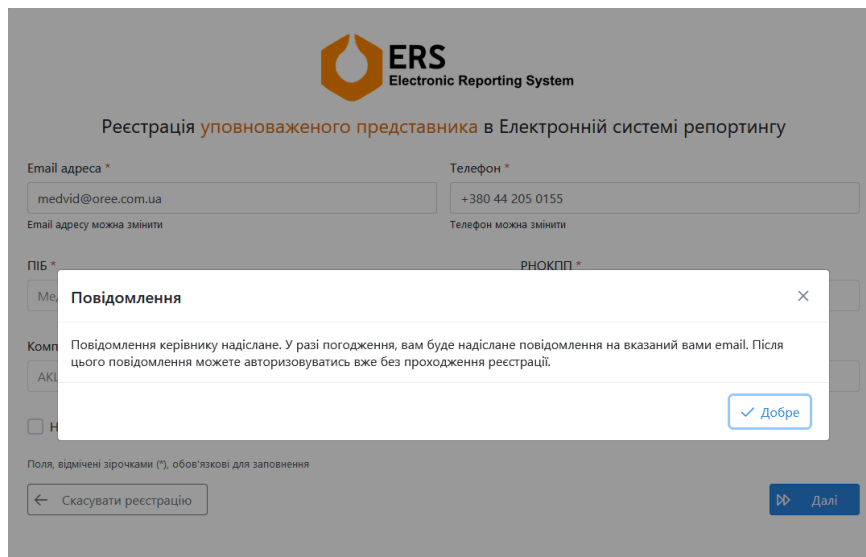 ERS
Electronic Reporting System
Реєстрація уповноваженого представника в Електронній системі репортингу
Email адреса *
Телефон *
medvid@oree.com.ua
+380 44 205 0155
Email адресу можна змінити
Телефон можна змінити
ПІБ *
РНОКПП *
Повідомлення
Повідомлення керівнику надіслане. У разі погодження, вам буде надіслане повідомлення на вказаний вами email. Після
цього повідомлення можете авторизовуватись вже без проходження реєстрації.
Добре
Поля, відмічені зірочками (*), обов'язкові для заповнення
Скасувати реєстрацію
Далі